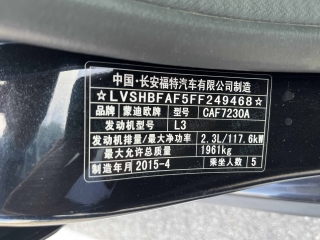 中国·长安福特汽车有限公司制造
☆LVSHBFAF5FF249468☆
品牌 蒙迪欧牌 型号 CAF7230A
发动机型号 L3
发动机排量/最大净功率 2.3L/117.6kW
最大允许总质量 1961kg
制造年月 2015-4 乘坐人数 5